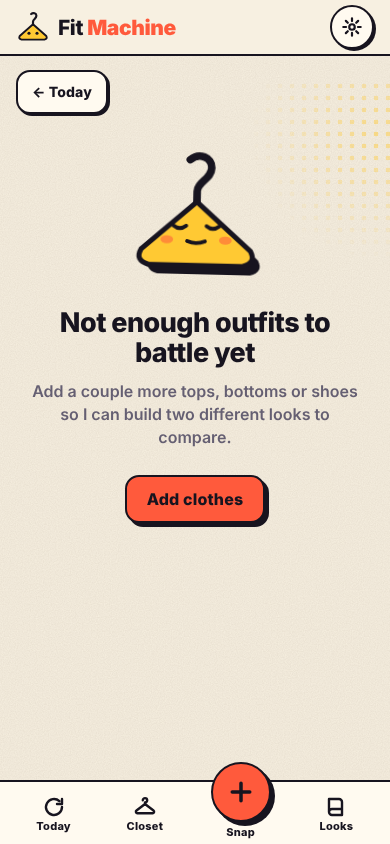 Fit Machine
← Today
Not enough outfits to
battle yet
Add a couple more tops, bottoms or shoes
so I can build two different looks to
compare.
Add clothes
Today
Closet
Snap
Looks